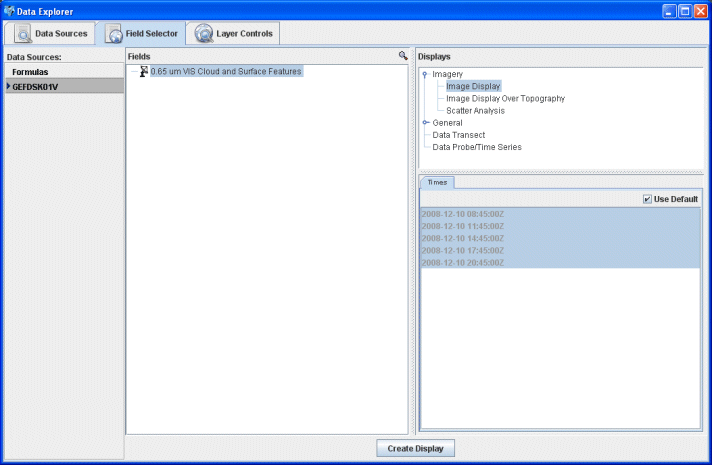 Data Explorer
Data Sources
Field Selector
Layer Controls
Data Sources:
Formulas
GEFDSK01V
Fields
0.65 um VIS Cloud and Surface Features
Displays
Imagery
Image Display
Image Display Over Topography
Scatter Analysis
General
Data Transect
Data Probe/Time Series
Times
Use Default
2008-12-10 08:45:00Z
2008-12-10 11:45:00Z
2008-12-10 14:45:00Z
2008-12-10 17:45:00Z
2008-12-10 20:45:00Z
Create Display